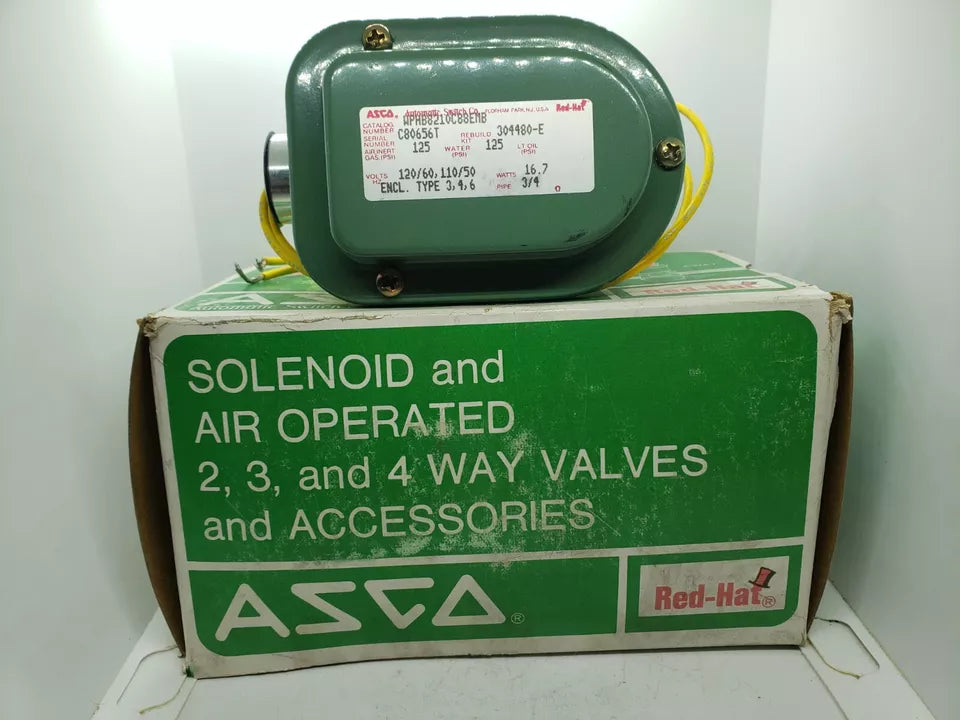 ASCO® Automatic Switch Co. FLORHAM PARK, N.J. U.S.A. Red-Hat
CATALOG NUMBER WPHB8210C88EMB
SERIAL NUMBER C80656T REBUILD KIT 304480-E
AIR INERT GAS (PSI) 125 WATER (PSI) 125 LT OIL (PSI)
VOLTS HZ 120/60,110/50 WATTS 16.7
ENCL. TYPE 3,4,6 PIPE 3/4
SOLENOID and
AIR OPERATED
2, 3, and 4 WAY VALVES
and ACCESSORIES
ASCO®
Red-Hat®